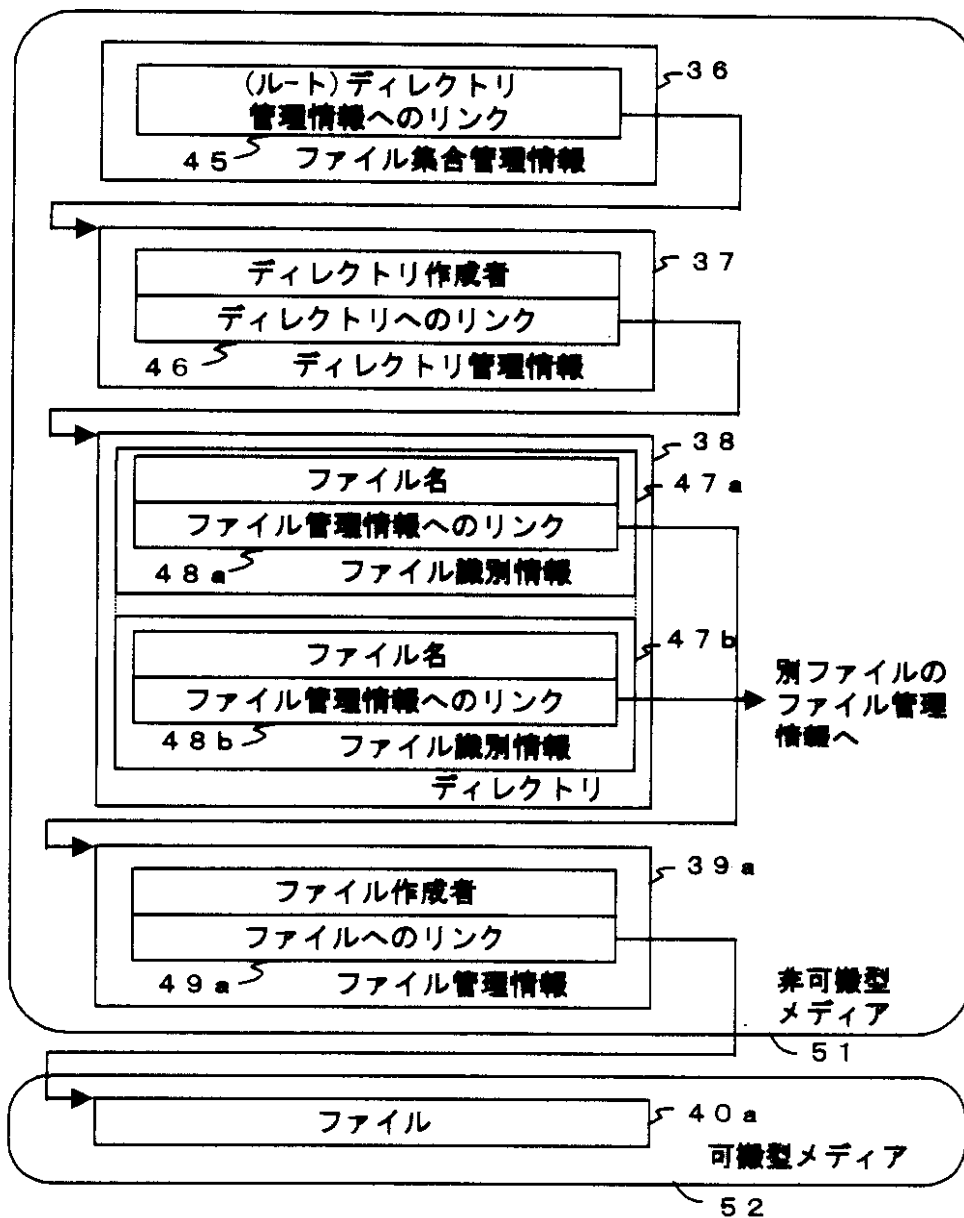 (ルート)ディレクトリ
管理情報へのリンク
36
45
ファイル集合管理情報
ディレクトリ作成者
37
ディレクトリへのリンク
46
ディレクトリ管理情報
38
ファイル名
47a
ファイル管理情報へのリンク
48a
ファイル識別情報
ファイル名
47b
ファイル管理情報へのリンク
別ファイルの
ファイル管理
情報へ
48b
ファイル識別情報
ディレクトリ
ファイル作成者
39a
ファイルへのリンク
49a
ファイル管理情報
非可搬型
メディア
51
ファイル
40a
可搬型メディア
52